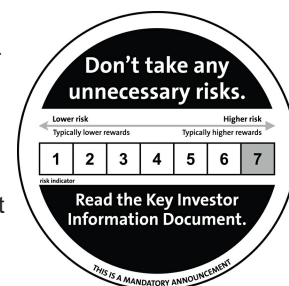 Don't take any
unnecessary risks.
Lower risk Higher risk
Typically lower rewards Typically higher rewards
1 2 3 4 5 6 7
risk indicator
Read the Key Investor
Information Document.
THIS IS A MANDATORY ANNOUNCEMENT